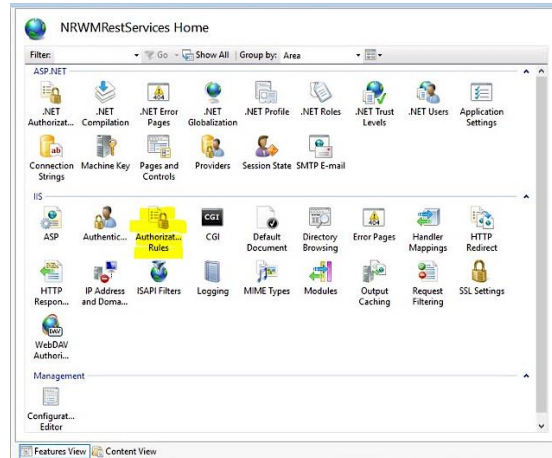 NRWMRestServices Home
Filter: Go Show All Group by: Area
ASP.NET
.NET .NET .NET Error .NET .NET Profile .NET Roles .NET Trust .NET Users Application
Authorizat... Compilation Pages Globalization Levels Settings
Connection Machine Key Pages and Providers Session State SMTP E-mail
Strings Controls
IIS
ASP Authentic... Authorizat... CGI Default Directory Error Pages Handler HTTP
Rules Document Browsing Mappings Redirect
HTTP IP Address ISAPI Filters Logging MIME Types Modules Output Request SSL Settings
Respon... and Doma... Caching Filtering
WebDAV
Authori...
Management
Configurat...
Editor
Features View Content View